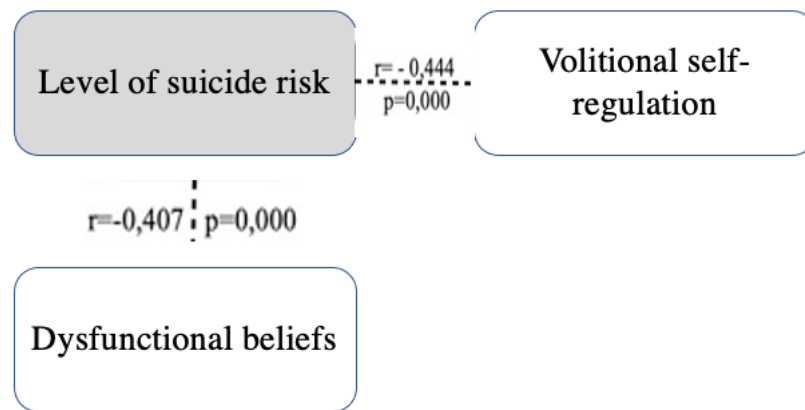 Level of suicide risk
r= - 0,444
p=0,000
Volitional self-
regulation
r=-0,407
p=0,000
Dysfunctional beliefs